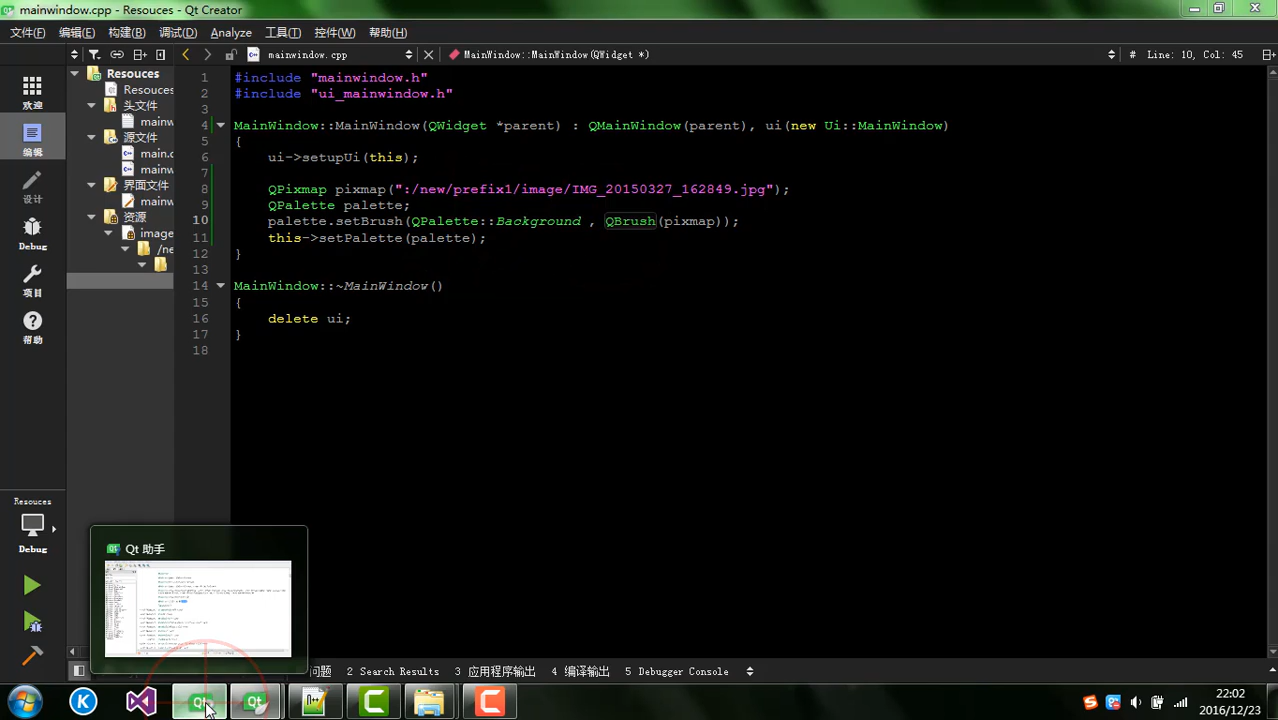 mainwindow.cpp - Resouces - Qt Creator
文件(F) 编辑(E) 构建(B) 调试(D) Analyze 工具(T) 控件(W) 帮助(H)
mainwindow.cpp MainWindow::MainWindow(QWidget *) # Line: 10, Col: 45
欢迎
编辑
设计
Debug
项目
帮助
Resouces
Debug
Resouces
Resouces
头文件
mainw
源文件
main.c
mainw
界面文件
mainw
资源
image
/ne
1 #include "mainwindow.h"
2 #include "ui_mainwindow.h"
3
4 MainWindow::MainWindow(QWidget *parent) : QMainWindow(parent), ui(new Ui::MainWindow)
5 {
6 ui->setupUi(this);
7
8 QPixmap pixmap(":/new/prefix1/image/IMG_20150327_162849.jpg");
9 QPalette palette;
10 palette.setBrush(QPalette::Background , QBrush(pixmap));
11 this->setPalette(palette);
12 }
13
14 MainWindow::~MainWindow()
15 {
16 delete ui;
17 }
18
Qt 助手
问题 2 Search Results 3 应用程序输出 4 编译输出 5 Debugger Console
22:02
2016/12/23